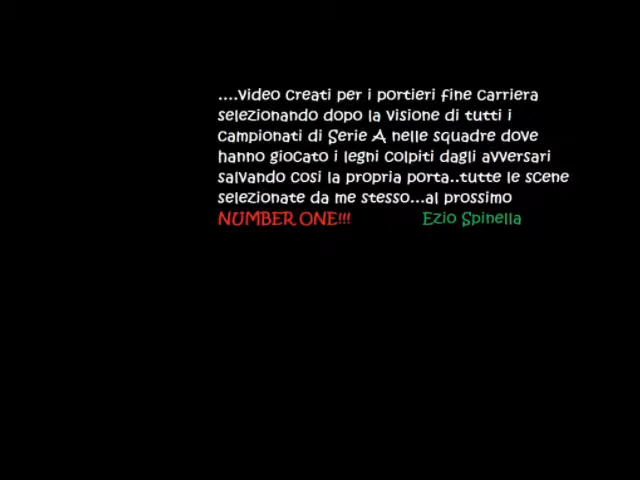 ....video creati per i portieri fine carriera
selezionando dopo la visione di tutti i
campionati di Serie A nelle squadre dove
hanno giocato i legni colpiti dagli avversari
salvando cosi la propria porta..tutte le scene
selezionate da me stesso...al prossimo
NUMBER ONE!!! Ezio Spinella